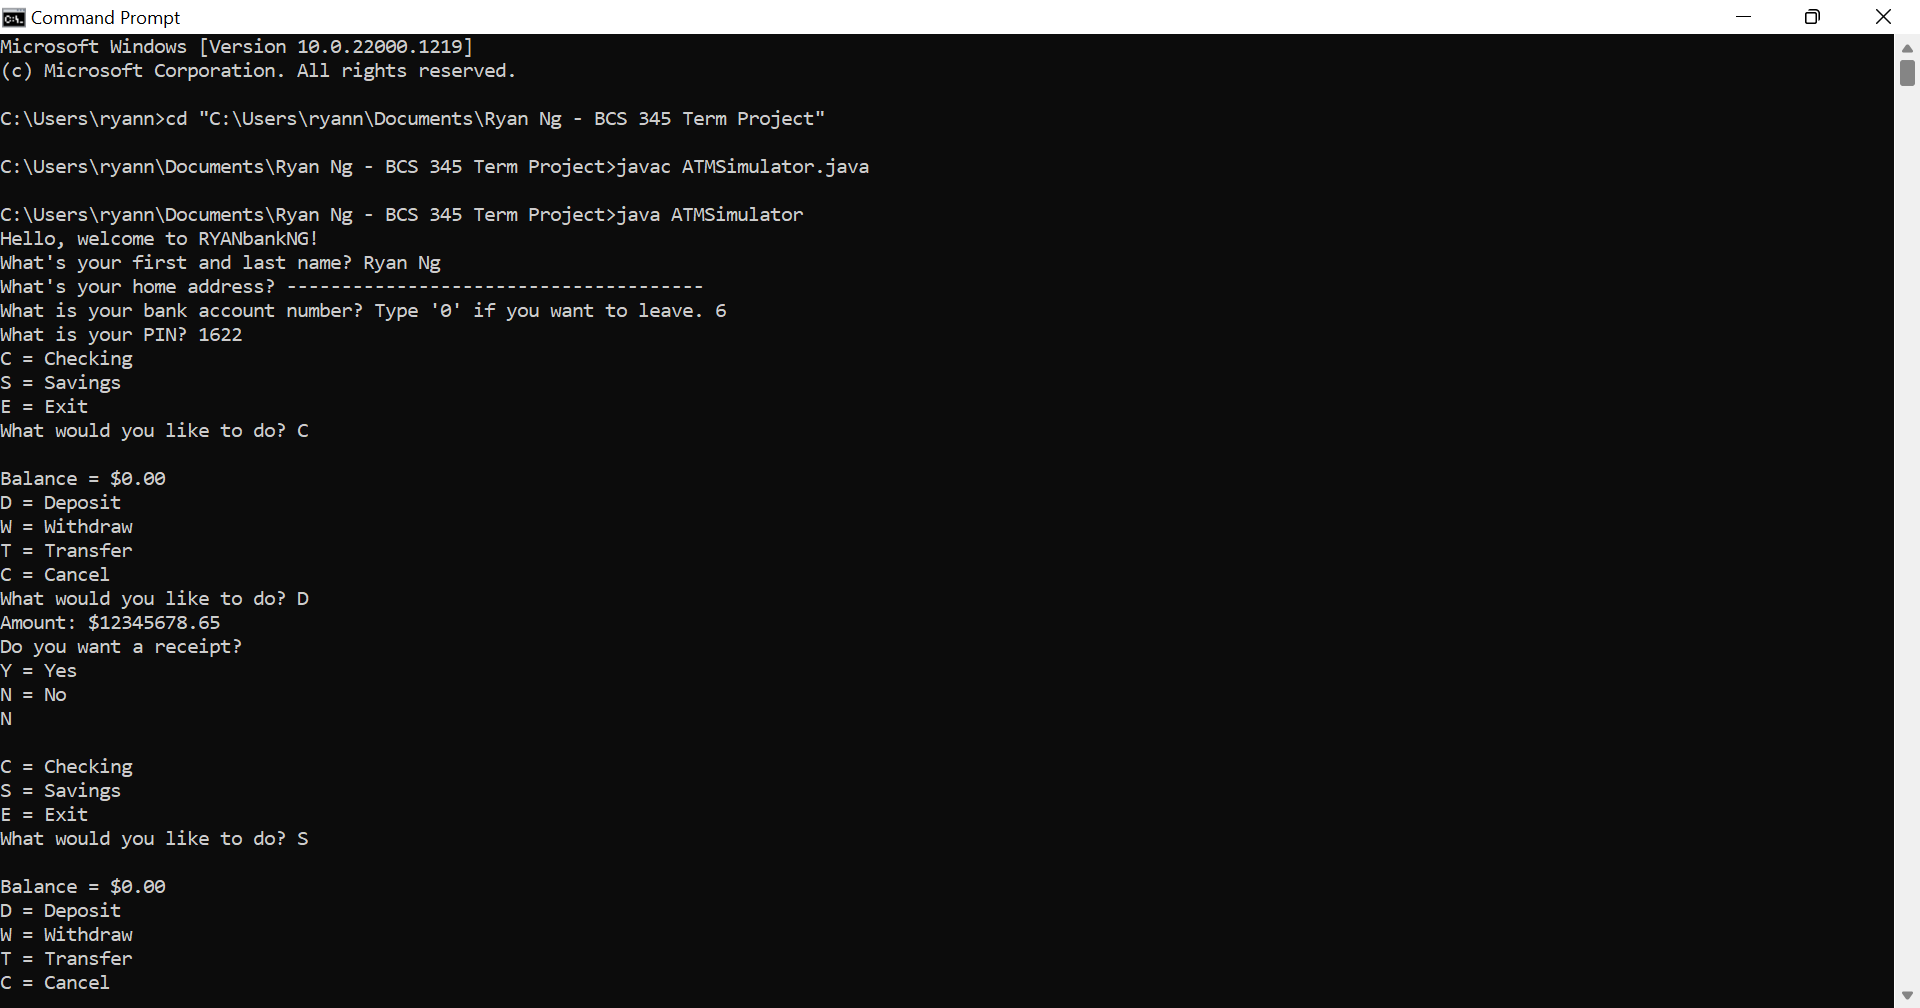 Command Prompt
Microsoft Windows [Version 10.0.22000.1219]
(c) Microsoft Corporation. All rights reserved.
C:\Users\ryann>cd "C:\Users\ryann\Documents\Ryan Ng - BCS 345 Term Project"
C:\Users\ryann\Documents\Ryan Ng - BCS 345 Term Project>javac ATMSimulator.java
C:\Users\ryann\Documents\Ryan Ng - BCS 345 Term Project>java ATMSimulator
Hello, welcome to RYANbankNG!
What's your first and last name? Ryan Ng
What's your home address? --------------------------------------
What is your bank account number? Type '0' if you want to leave. 6
What is your PIN? 1622
C = Checking
S = Savings
E = Exit
What would you like to do? C
Balance = $0.00
D = Deposit
W = Withdraw
T = Transfer
C = Cancel
What would you like to do? D
Amount: $12345678.65
Do you want a receipt?
Y = Yes
N = No
N
C = Checking
S = Savings
E = Exit
What would you like to do? S
Balance = $0.00
D = Deposit
W = Withdraw
T = Transfer
C = Cancel